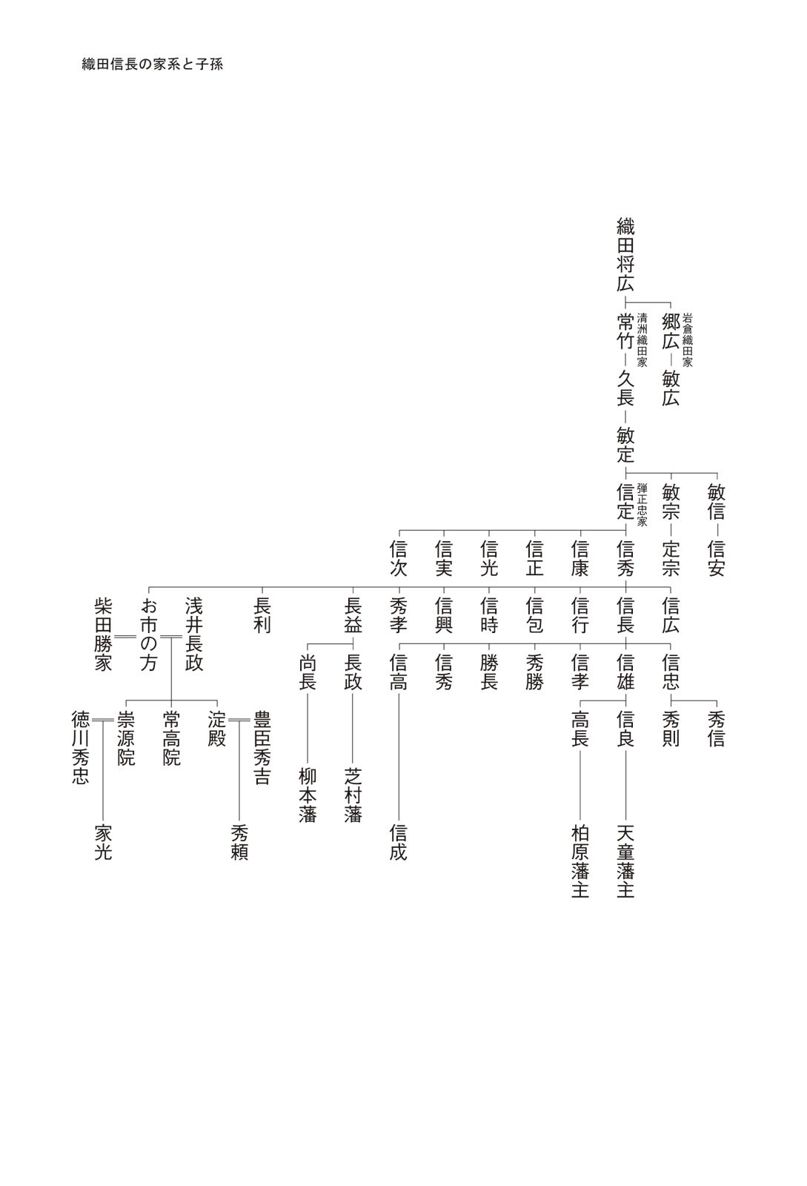 織田信長の家系と子孫
織田将広
岩倉織田家
郷広
敏広
清洲織田家
常竹
久長
敏定
敏信
信安
敏宗
定宗
弾正忠家
信定
信秀
信康
信正
信光
信実
信次
信広
信長
信行
信包
信時
信興
秀孝
長益
長利
浅井長政
お市の方
柴田勝家
信忠
信雄
信孝
秀勝
勝長
信秀
信高
長政
尚長
秀信
秀則
信良
高長
豊臣秀吉
淀殿
常高院
崇源院
徳川秀忠
芝村藩
柳本藩
天童藩主
柏原藩主
信成
秀頼
家光